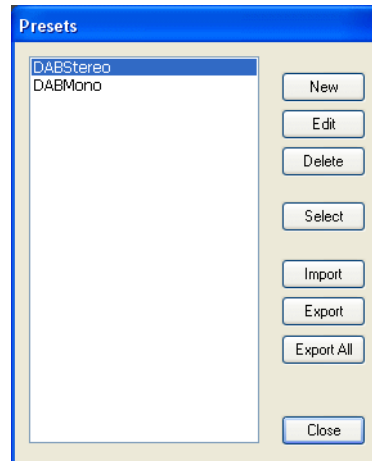 Presets
DABStereo
DABMono
New
Edit
Delete
Select
Import
Export
Export All
Close